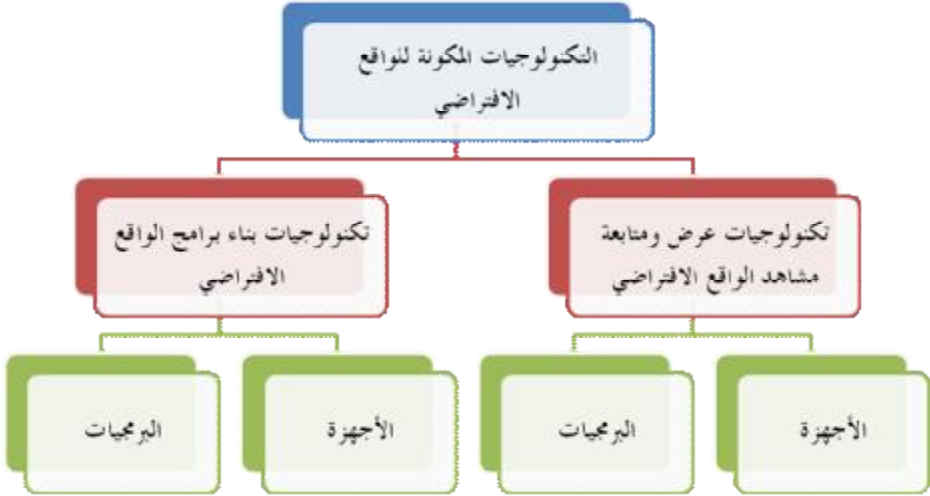 التكنولوجيات المكونة للواقع
الافتراضي
تكنولوجيات عرض ومتابعة
مشاهد الواقع الافتراضي
تكنولوجيات بناء برامج الواقع
الافتراضي
الأجهزة
البرمجيات
الأجهزة
البرمجيات